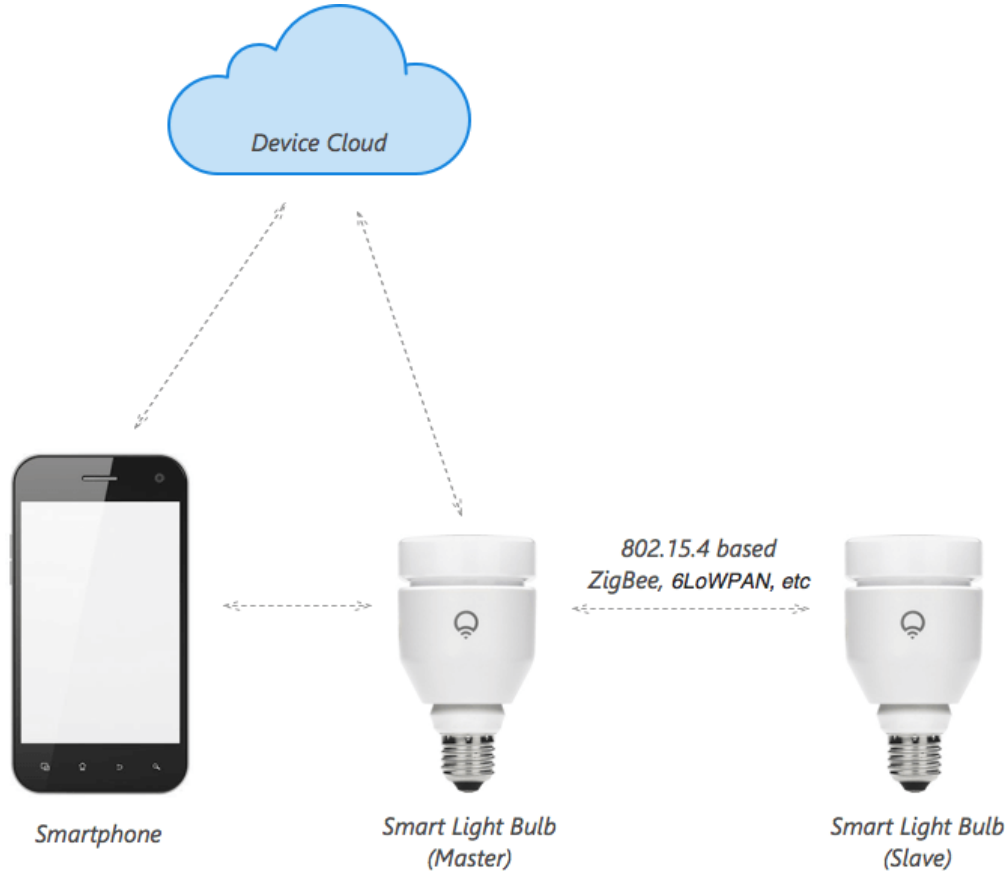 Device Cloud
802.15.4 based
ZigBee, 6LoWPAN, etc
Smartphone
Smart Light Bulb
(Master)
Smart Light Bulb
(Slave)